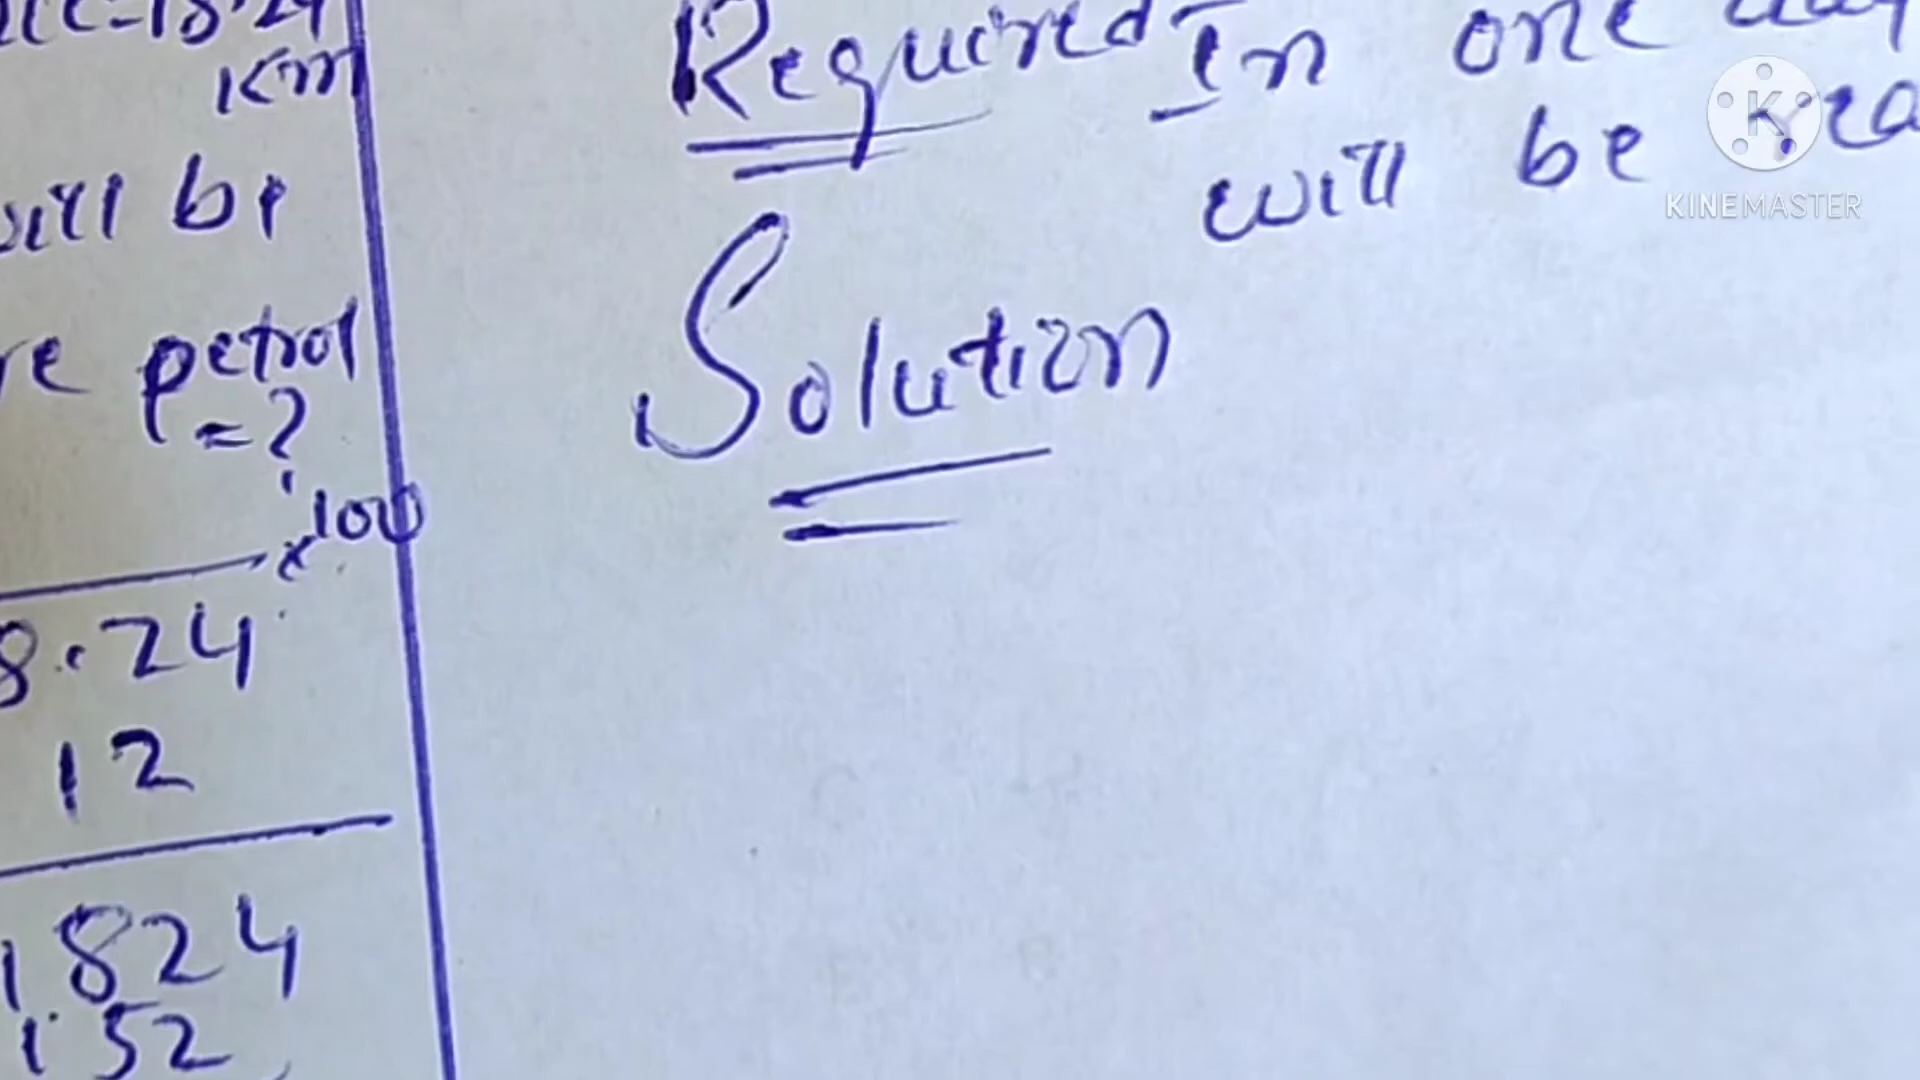 Km
will be
petrol
= ?
x100
8.24
12
1824
152
Required In one
will be
Solution
KINEMASTER